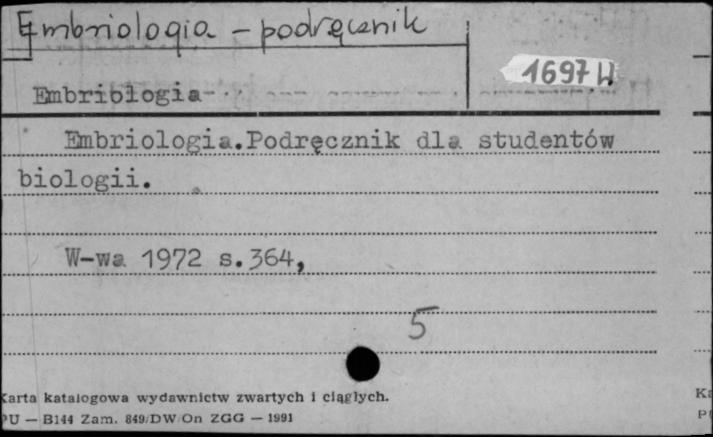 Embriologia - podręcznik
1697 W.
Embriologia
Embriologia.Podręcznik dla studentów
biologii.
W-wa 1972 s.364,
5
Karta katalogowa wydawnictw zwartych i ciągłych.
PU — B144 Zam. 849/DW/On ZGG — 1991